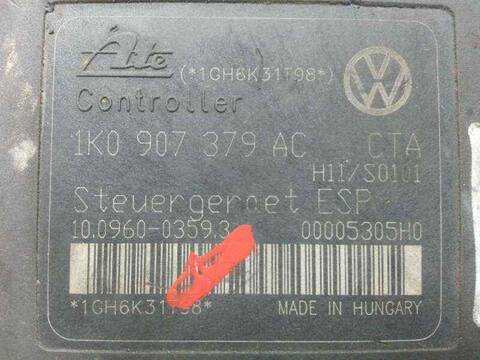 Ate (*1GH6K31T98*) VW
Controller
1K0 907 379 AC CTA
H11/S0101
Steuergeraet ESP
10.0960-0359.3 00005305H0
*1GH6K31T98* MADE IN HUNGARY